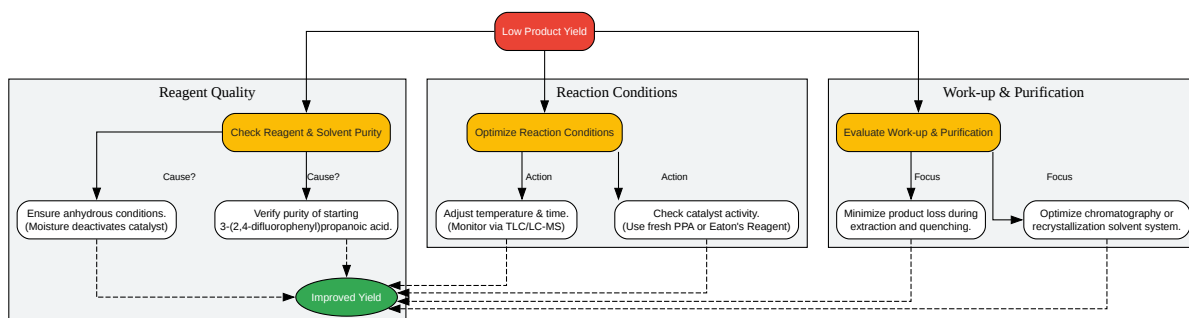 Low Product Yield
Reagent Quality
Reaction Conditions
Work-up & Purification
Check Reagent & Solvent Purity
Optimize Reaction Conditions
Evaluate Work-up & Purification
Cause?
Cause?
Action
Action
Focus
Focus
Ensure anhydrous conditions.
(Moisture deactivates catalyst)
Verify purity of starting
3-(2,4-difluorophenyl)propanoic acid.
Adjust temperature & time.
(Monitor via TLC/LC-MS)
Check catalyst activity.
(Use fresh PPA or Eaton's Reagent)
Minimize product loss during
extraction and quenching.
Optimize chromatography or
recrystallization solvent system.
Improved Yield